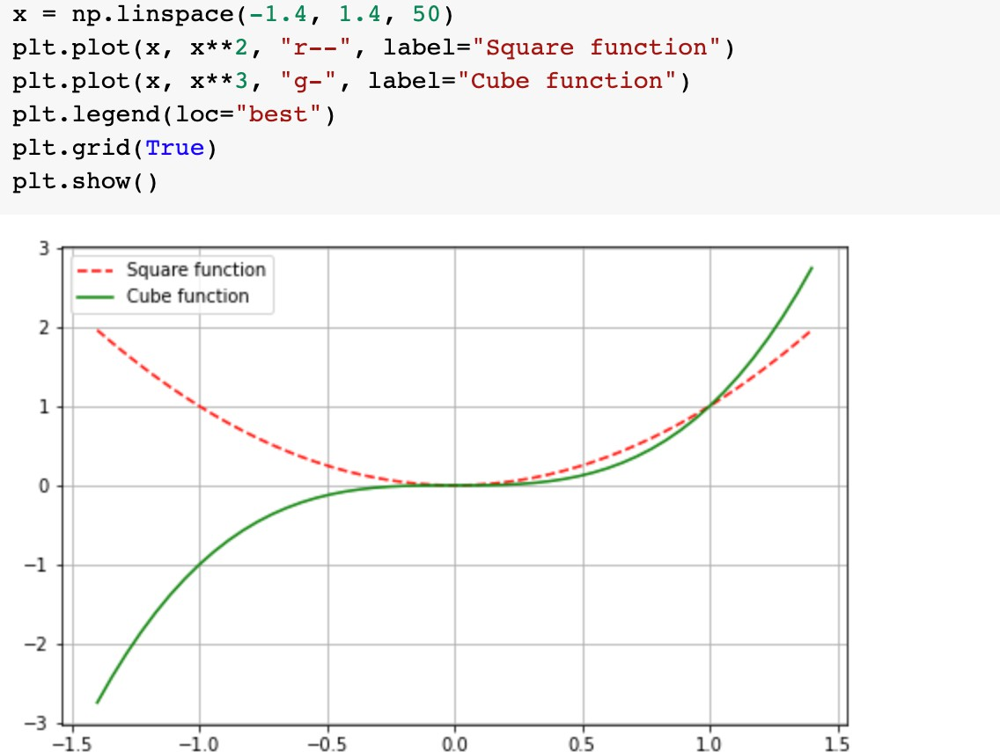 x = np.linspace(-1.4, 1.4, 50)
plt.plot(x, x**2, "r--", label="Square function")
plt.plot(x, x**3, "g-", label="Cube function")
plt.legend(loc="best")
plt.grid(True)
plt.show()
Square function
Cube function
3
2
1
0
−1
−2
−3
−1.5 −1.0 −0.5 0.0 0.5 1.0 1.5